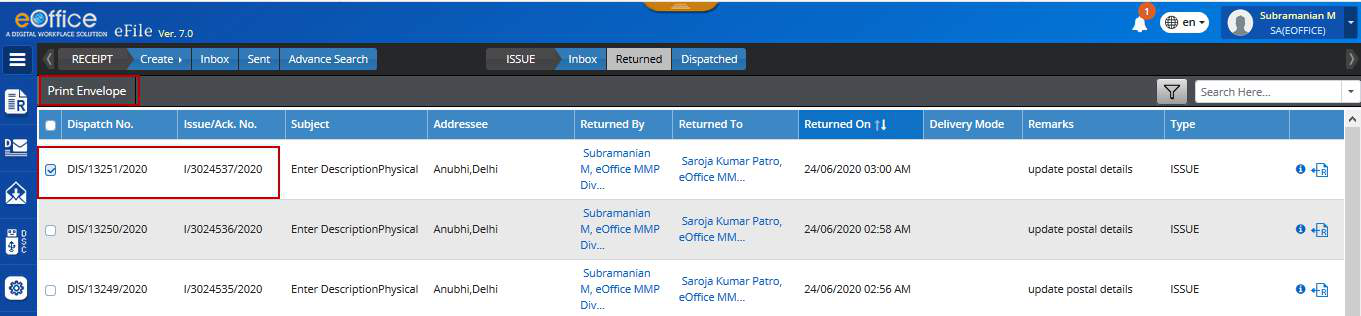 eOffice
A DIGITAL WORKPLACE SOLUTION
eFile Ver. 7.0
1
en
Subramanian M
SA(EOFFICE)
RECEIPT Create Inbox Sent Advance Search
ISSUE Inbox Returned Dispatched
Print Envelope
Search Here...
Dispatch No. Issue/Ack. No. Subject Addressee Returned By Returned To Returned On Delivery Mode Remarks Type
DIS/13251/2020 I/3024537/2020 Enter DescriptionPhysical Anubhi,Delhi
Subramanian
M, eOffice MMP
Div...
Saroja Kumar Patro,
eOffice MM...
24/06/2020 03:00 AM update postal details ISSUE
DIS/13250/2020 I/3024536/2020 Enter DescriptionPhysical Anubhi,Delhi
Subramanian
M, eOffice MMP
Div...
Saroja Kumar Patro,
eOffice MM...
24/06/2020 02:58 AM update postal details ISSUE
DIS/13249/2020 I/3024535/2020 Enter DescriptionPhysical Anubhi,Delhi
Subramanian
M, eOffice MMP
Div...
Saroja Kumar Patro,
eOffice MM...
24/06/2020 02:56 AM update postal details ISSUE
R
D
DSC